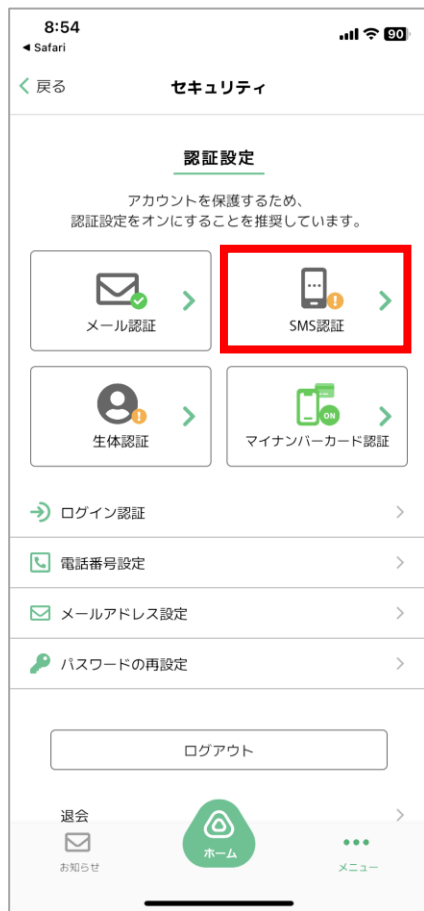 8:54
90
◀ Safari
戻る
セキュリティ
認証設定
アカウントを保護するため、
認証設定をオンにすることを推奨しています。
メール認証
SMS認証
生体認証
ON
マイナンバーカード認証
ログイン認証
電話番号設定
メールアドレス設定
パスワードの再設定
ログアウト
退会
お知らせ
ホーム
メニュー